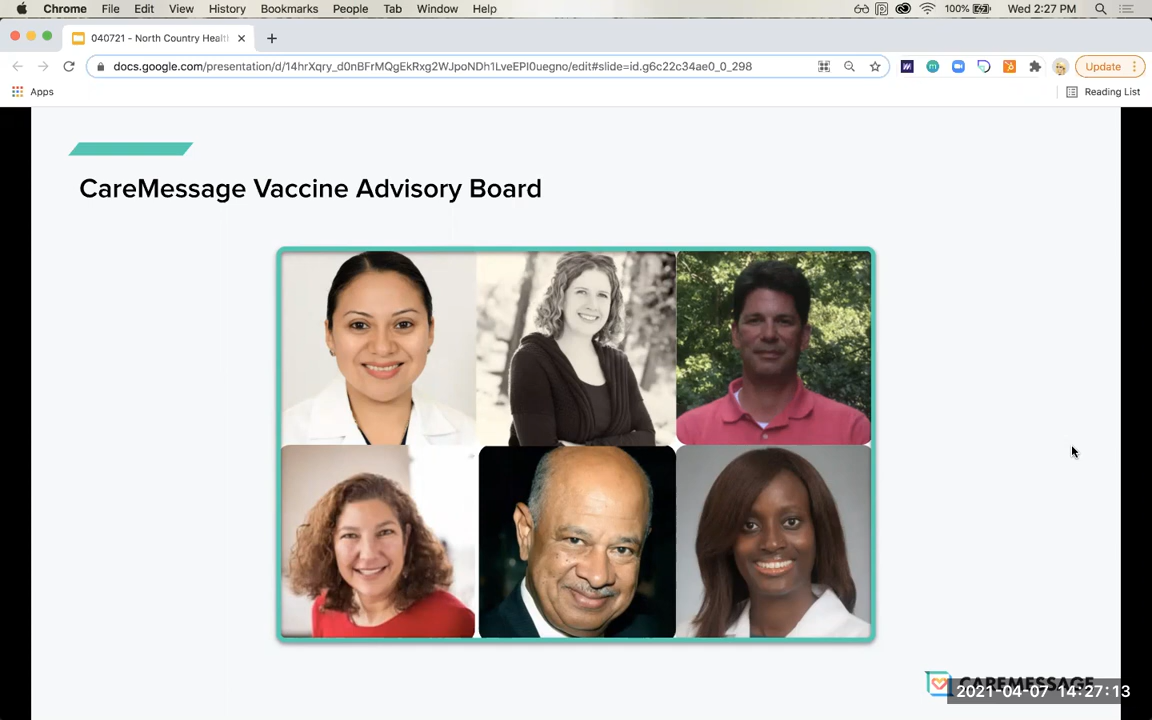 Chrome File Edit View History Bookmarks People Tab Window Help 100% Wed 2:27 PM
040721 - North Country Healt
docs.google.com/presentation/d/14hrXqry_d0nBFrMQgEkRxg2WJpoNDh1LveEPI0uegno/edit#slide=id.g6c22c34ae0_0_298 Update
Apps Reading List
CareMessage Vaccine Advisory Board
CAREMESSAGE
2021-04-07 14:27:13